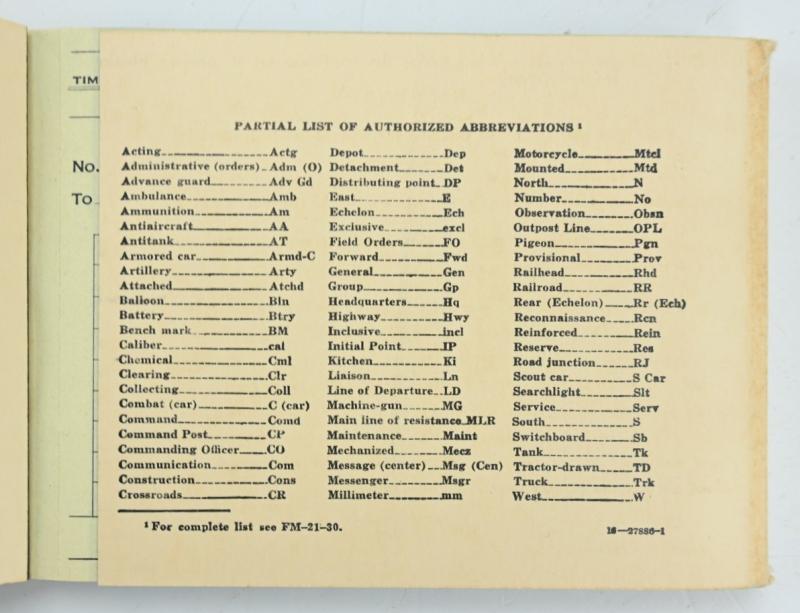 TIM
No.
To
PARTIAL LIST OF AUTHORIZED ABBREVIATIONS ¹
Acting Actg
Administrative (orders) Adm (O)
Advance guard Adv Gd
Ambulance Amb
Ammunition Am
Antiaircraft AA
Antitank AT
Armored car Armd-C
Artillery Arty
Attached Atchd
Balloon Bln
Battery Btry
Bench mark BM
Caliber cal
Chemical Cml
Clearing Clr
Collecting Coll
Combat (car) C (car)
Command Comd
Command Post CP
Commanding Officer CO
Communication Com
Construction Cons
Crossroads CR
Depot Dep
Detachment Det
Distributing point DP
East E
Echelon Ech
Exclusive excl
Field Orders FO
Forward Fwd
General Gen
Group Gp
Headquarters Hq
Highway Hwy
Inclusive incl
Initial Point IP
Kitchen Ki
Liaison Ln
Line of Departure LD
Machine-gun MG
Main line of resistance MLR
Maintenance Maint
Mechanized Mecz
Message (center) Msg (Cen)
Messenger Msgr
Millimeter mm
Motorcycle Mtcl
Mounted Mtd
North N
Number No
Observation Obsn
Outpost Line OPL
Pigeon Pgn
Provisional Prov
Railhead Rhd
Railroad RR
Rear (Echelon) Rr (Ech)
Reconnaissance Rcn
Reinforced Rein
Reserve Res
Road junction RJ
Scout car S Car
Searchlight Slt
Service Serv
South S
Switchboard Sb
Tank Tk
Tractor-drawn TD
Truck Trk
West W
¹ For complete list see FM-21-30.
16—27886-1